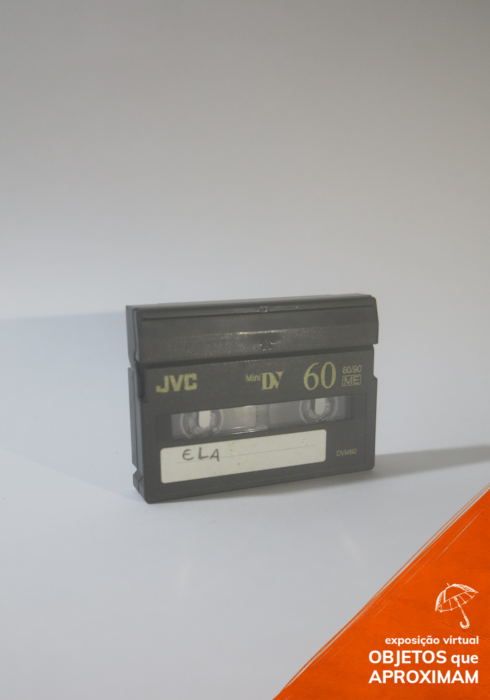 JVC
Mini DV
60
60/90
ME
ELA
DVM60
exposição virtual
OBJETOS que
APROXIMAM